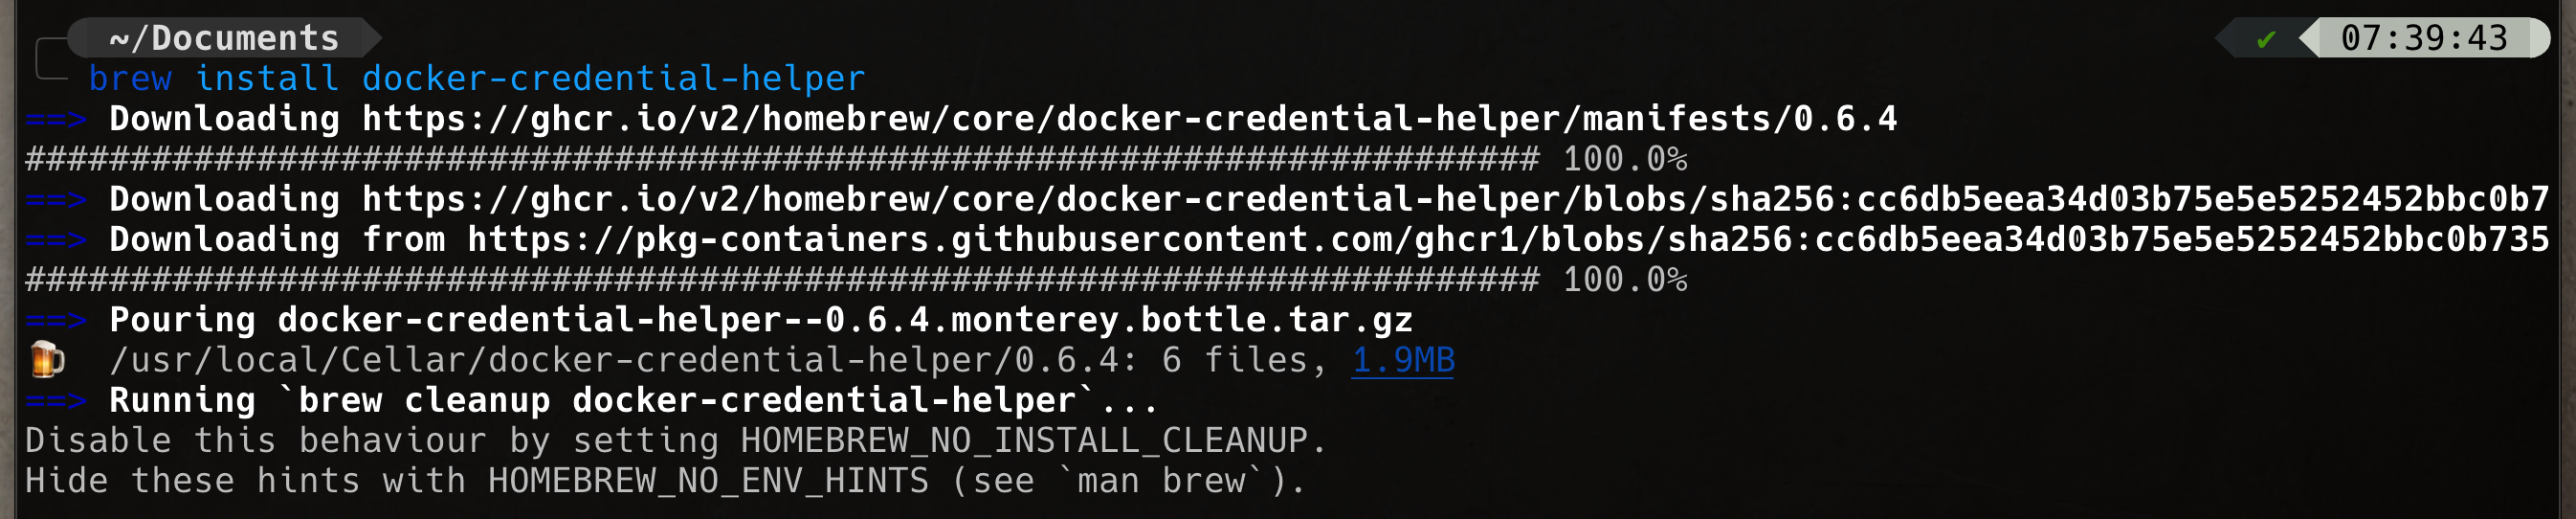 ~/Documents ✔ 07:39:43
brew install docker-credential-helper
==> Downloading https://ghcr.io/v2/homebrew/core/docker-credential-helper/manifests/0.6.4
######################################################################## 100.0%
==> Downloading https://ghcr.io/v2/homebrew/core/docker-credential-helper/blobs/sha256:cc6db5eea34d03b75e5e5252452bbc0b7
==> Downloading from https://pkg-containers.githubusercontent.com/ghcr1/blobs/sha256:cc6db5eea34d03b75e5e5252452bbc0b735
######################################################################## 100.0%
==> Pouring docker-credential-helper--0.6.4.monterey.bottle.tar.gz
🍺  /usr/local/Cellar/docker-credential-helper/0.6.4: 6 files, 1.9MB
==> Running `brew cleanup docker-credential-helper`...
Disable this behaviour by setting HOMEBREW_NO_INSTALL_CLEANUP.
Hide these hints with HOMEBREW_NO_ENV_HINTS (see `man brew`).